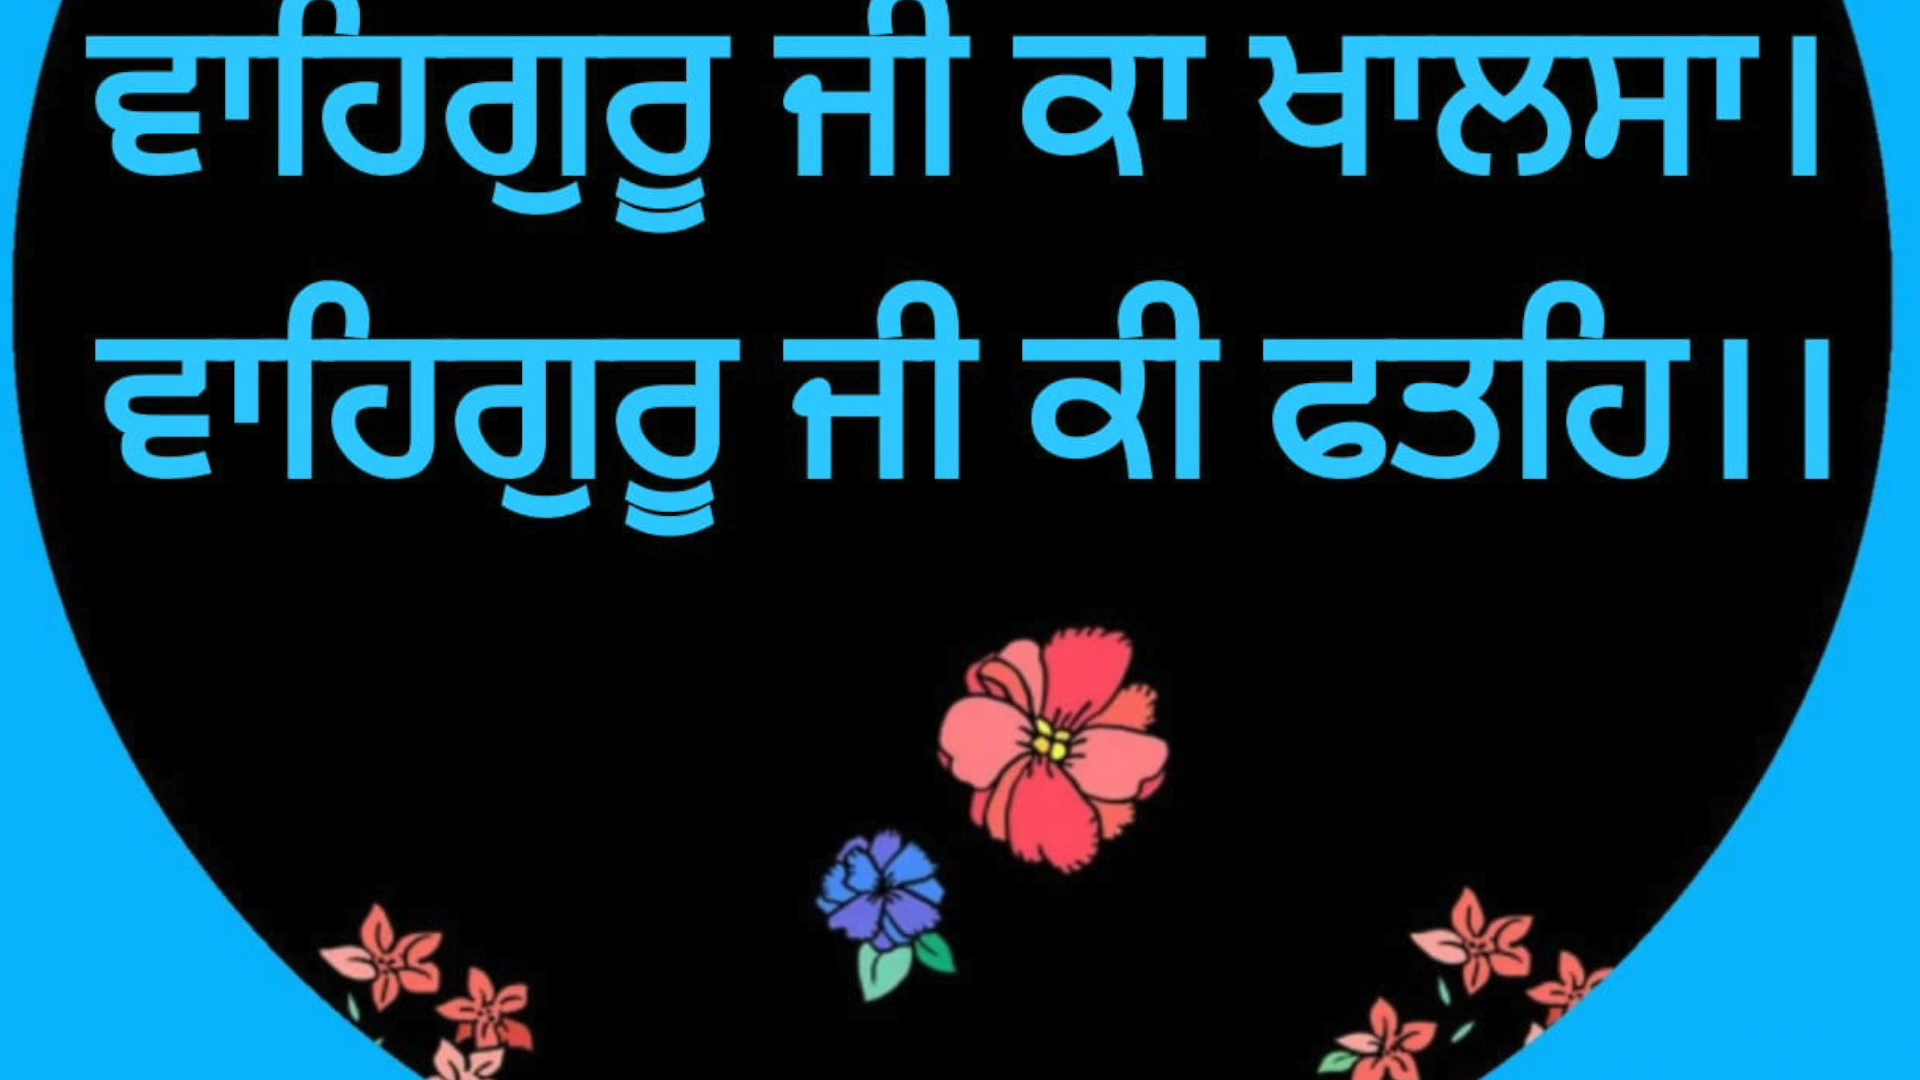 ਵਾਹਿਗੁਰੂ ਜੀ ਕਾ ਖਾਲਸਾ।
ਵਾਹਿਗੁਰੂ ਜੀ ਕੀ ਫਤਹਿ।।